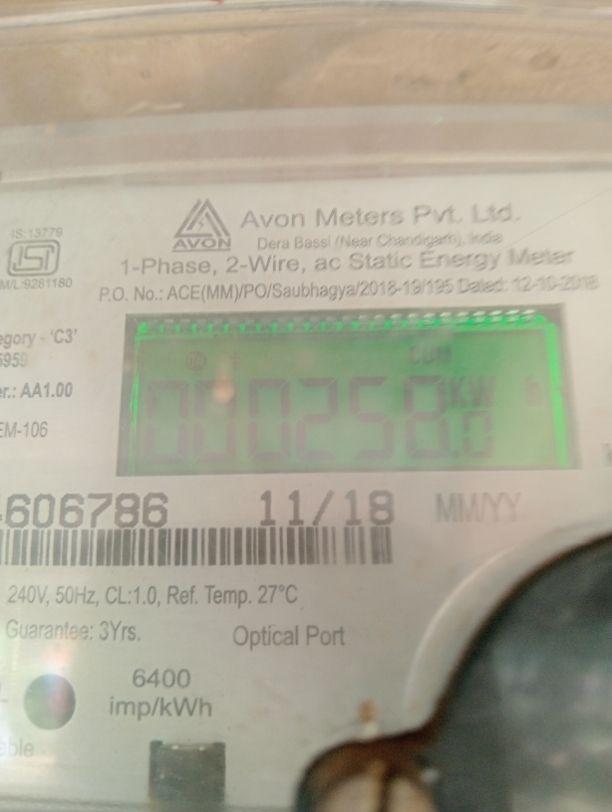 Avon Meters Pvt. Ltd.
IS:13779
AVON
Dera Bassi (Near Chandigarh), India
1-Phase, 2-Wire, ac Static Energy Meter
M/L:9281180
P.O. No.: ACE(MM)/PO/Saubhagya/2018-19/195 Dated: 12-10-2018
egory - 'C3'
5959
CUM
er.: AA1.00
000258.0 KW h
EM-106
606786 11/18 MM/YY
240V, 50Hz, CL:1.0, Ref. Temp. 27°C
Guarantee: 3Yrs. Optical Port
6400
imp/kWh
able